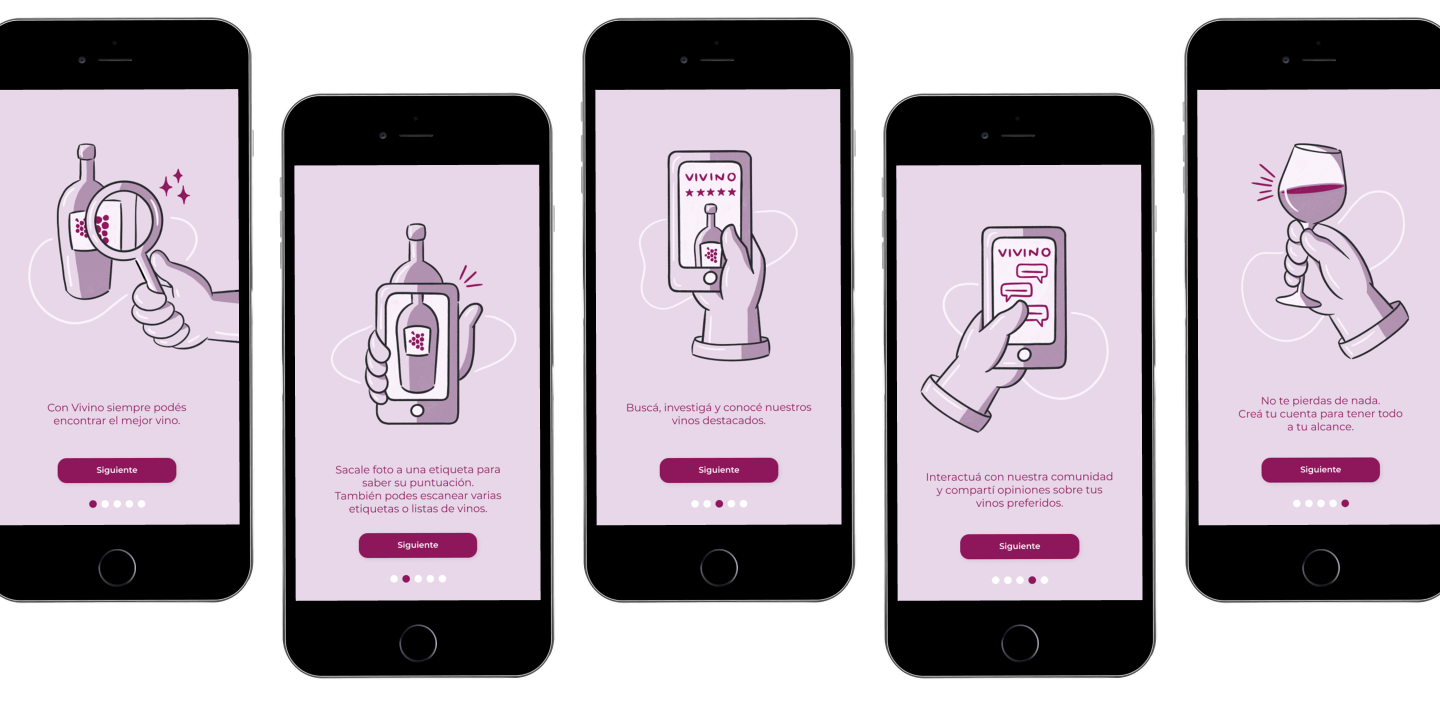 Con Vivino siempre podés
encontrar el mejor vino.
Siguiente
Sacale foto a una etiqueta para
saber su puntuación.
También podes escanear varias
etiquetas o listas de vinos.
Siguiente
VIVINO
Buscá, investigá y conocé nuestros
vinos destacados.
Siguiente
VIVINO
Interactuá con nuestra comunidad
y compartí opiniones sobre tus
vinos preferidos.
Siguiente
No te pierdas de nada.
Creá tu cuenta para tener todo
a tu alcance.
Siguiente